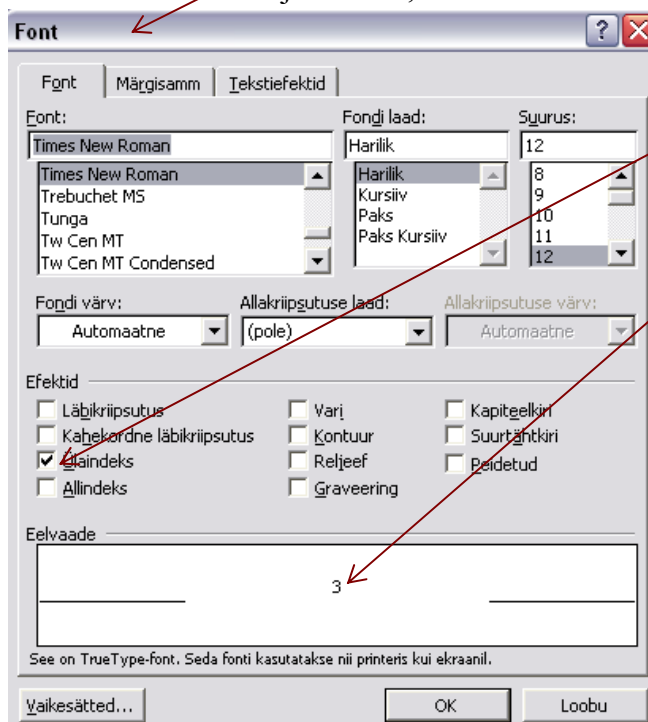 Font
Font Märgisamm Tekstiefektid
Font: Fondi laad: Suurus:
Times New Roman Harilik 12
Times New Roman Harilik 8
Trebuchet MS Kursiiv 9
Tunga Paks 10
Tw Cen MT Paks Kursiiv 11
Tw Cen MT Condensed 12
Fondi värv: Allakriipsutuse laad: Allakriipsutuse värv:
Automaatne (pole) Automaatne
Efektid
Läbikriipsutus Vari Kapiteelkiri
Kahekordne läbikriipsutus Kontuur Suurtähtkiri
Ülaindeks Reljeef Peidetud
Allindeks Graveering
Eelvaade
3
See on TrueType-font. Seda fonti kasutatakse nii printeris kui ekraanil.
Vaikesätted... OK Loobu